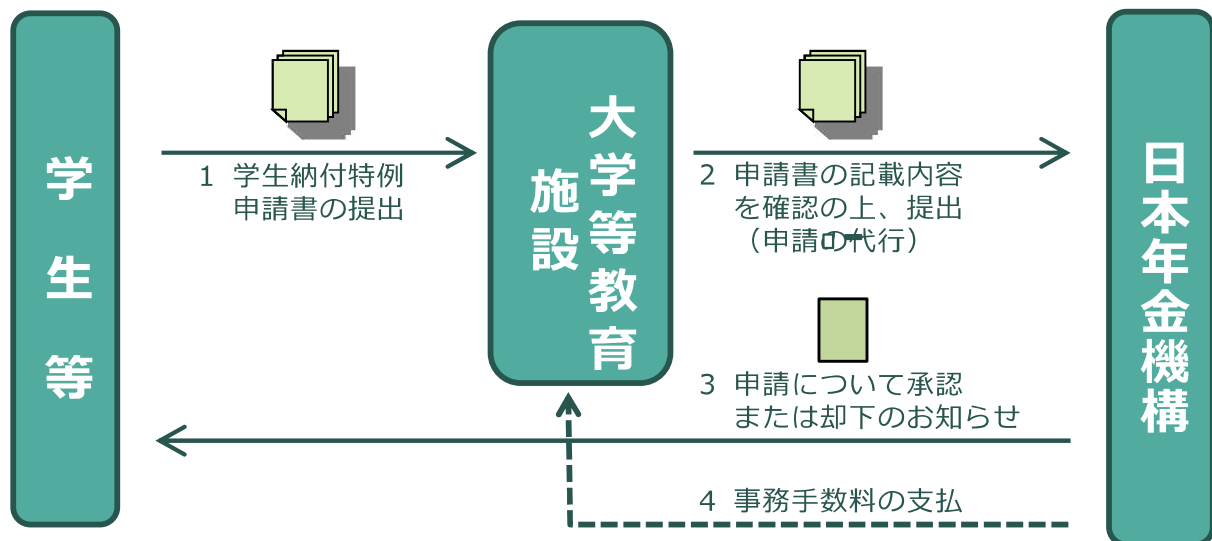 学生等
大学等教育
施設
日本年金機構
1 学生納付特例
申請書の提出
2 申請書の記載内容
を確認の上、提出
（申請の代行）
3 申請について承認
または却下のお知らせ
4 事務手数料の支払